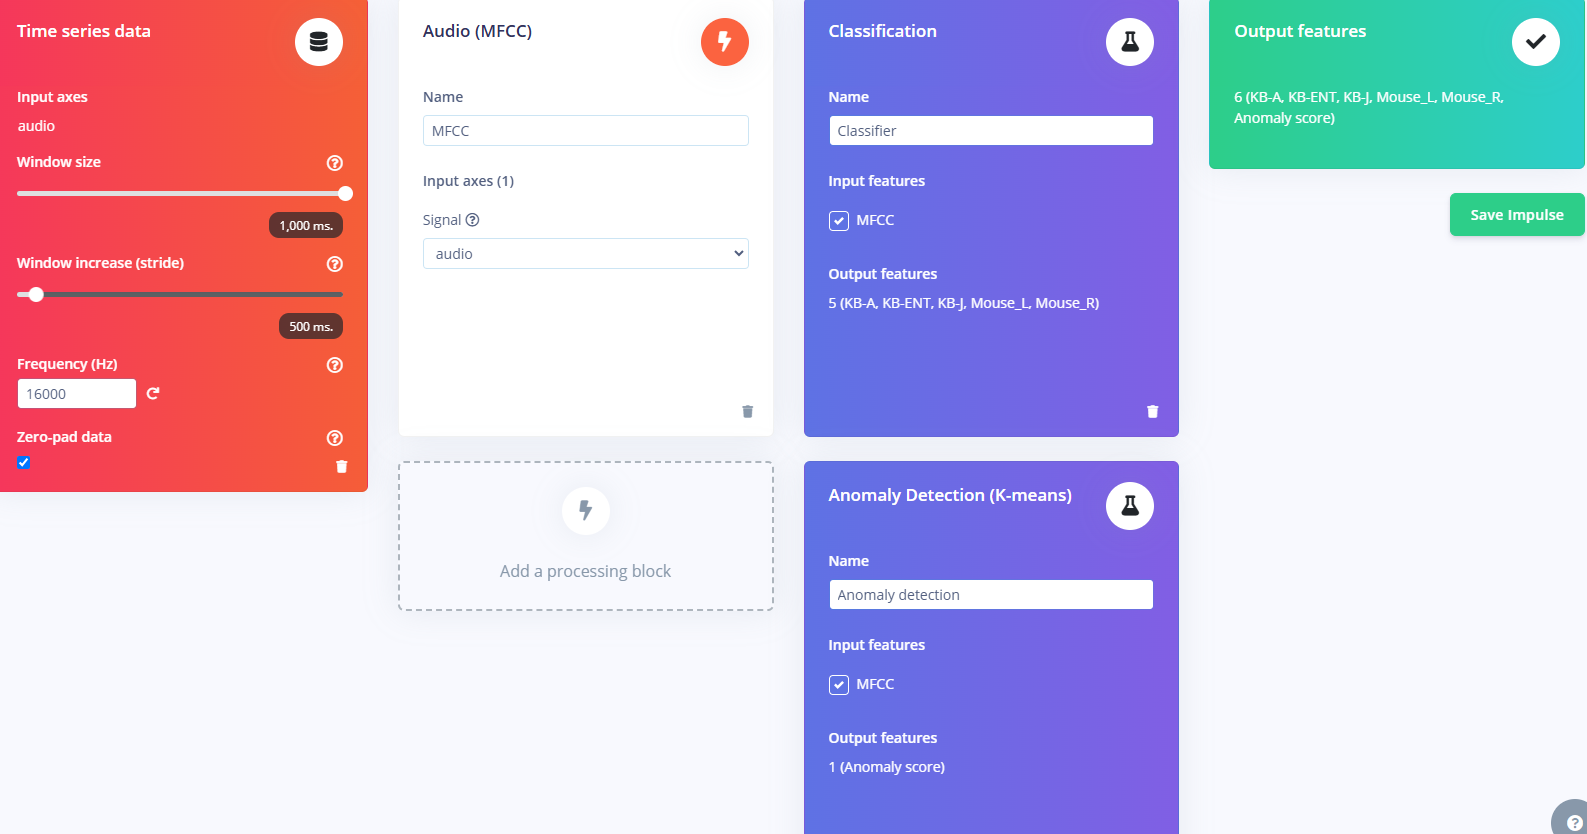 Time series data
Input axes
audio
Window size
1,000 ms.
Window increase (stride)
500 ms.
Frequency (Hz)
16000
Zero-pad data
Audio (MFCC)
Name
MFCC
Input axes (1)
Signal
audio
Add a processing block
Classification
Name
Classifier
Input features
MFCC
Output features
5 (KB-A, KB-ENT, KB-J, Mouse_L, Mouse_R)
Anomaly Detection (K-means)
Name
Anomaly detection
Input features
MFCC
Output features
1 (Anomaly score)
Output features
6 (KB-A, KB-ENT, KB-J, Mouse_L, Mouse_R,
Anomaly score)
Save Impulse